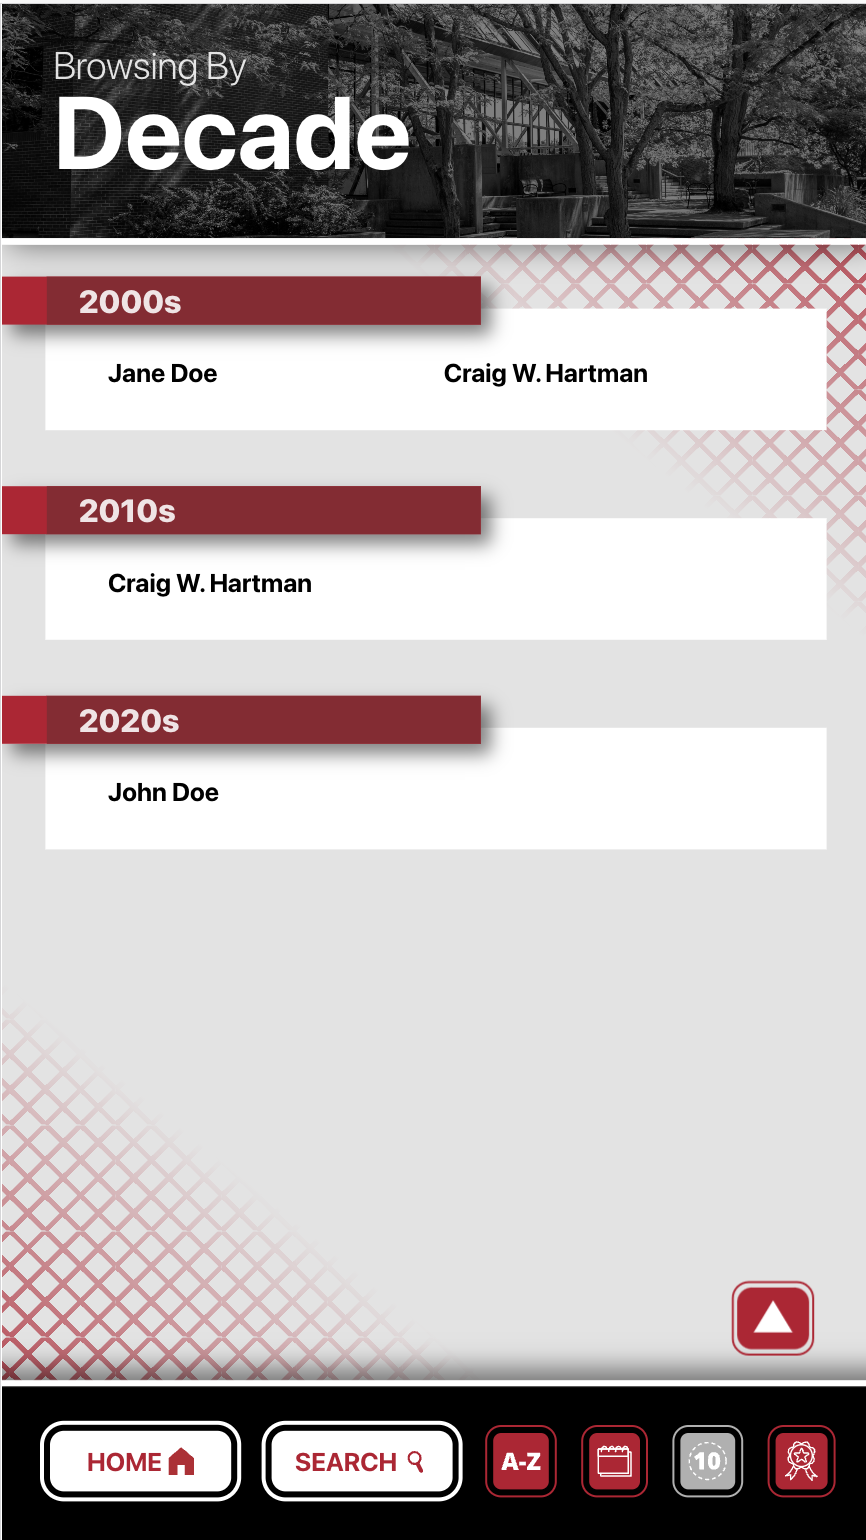 Browsing By
Decade
2000s
Jane Doe Craig W. Hartman
2010s
Craig W. Hartman
2020s
John Doe
HOME SEARCH A-Z 10